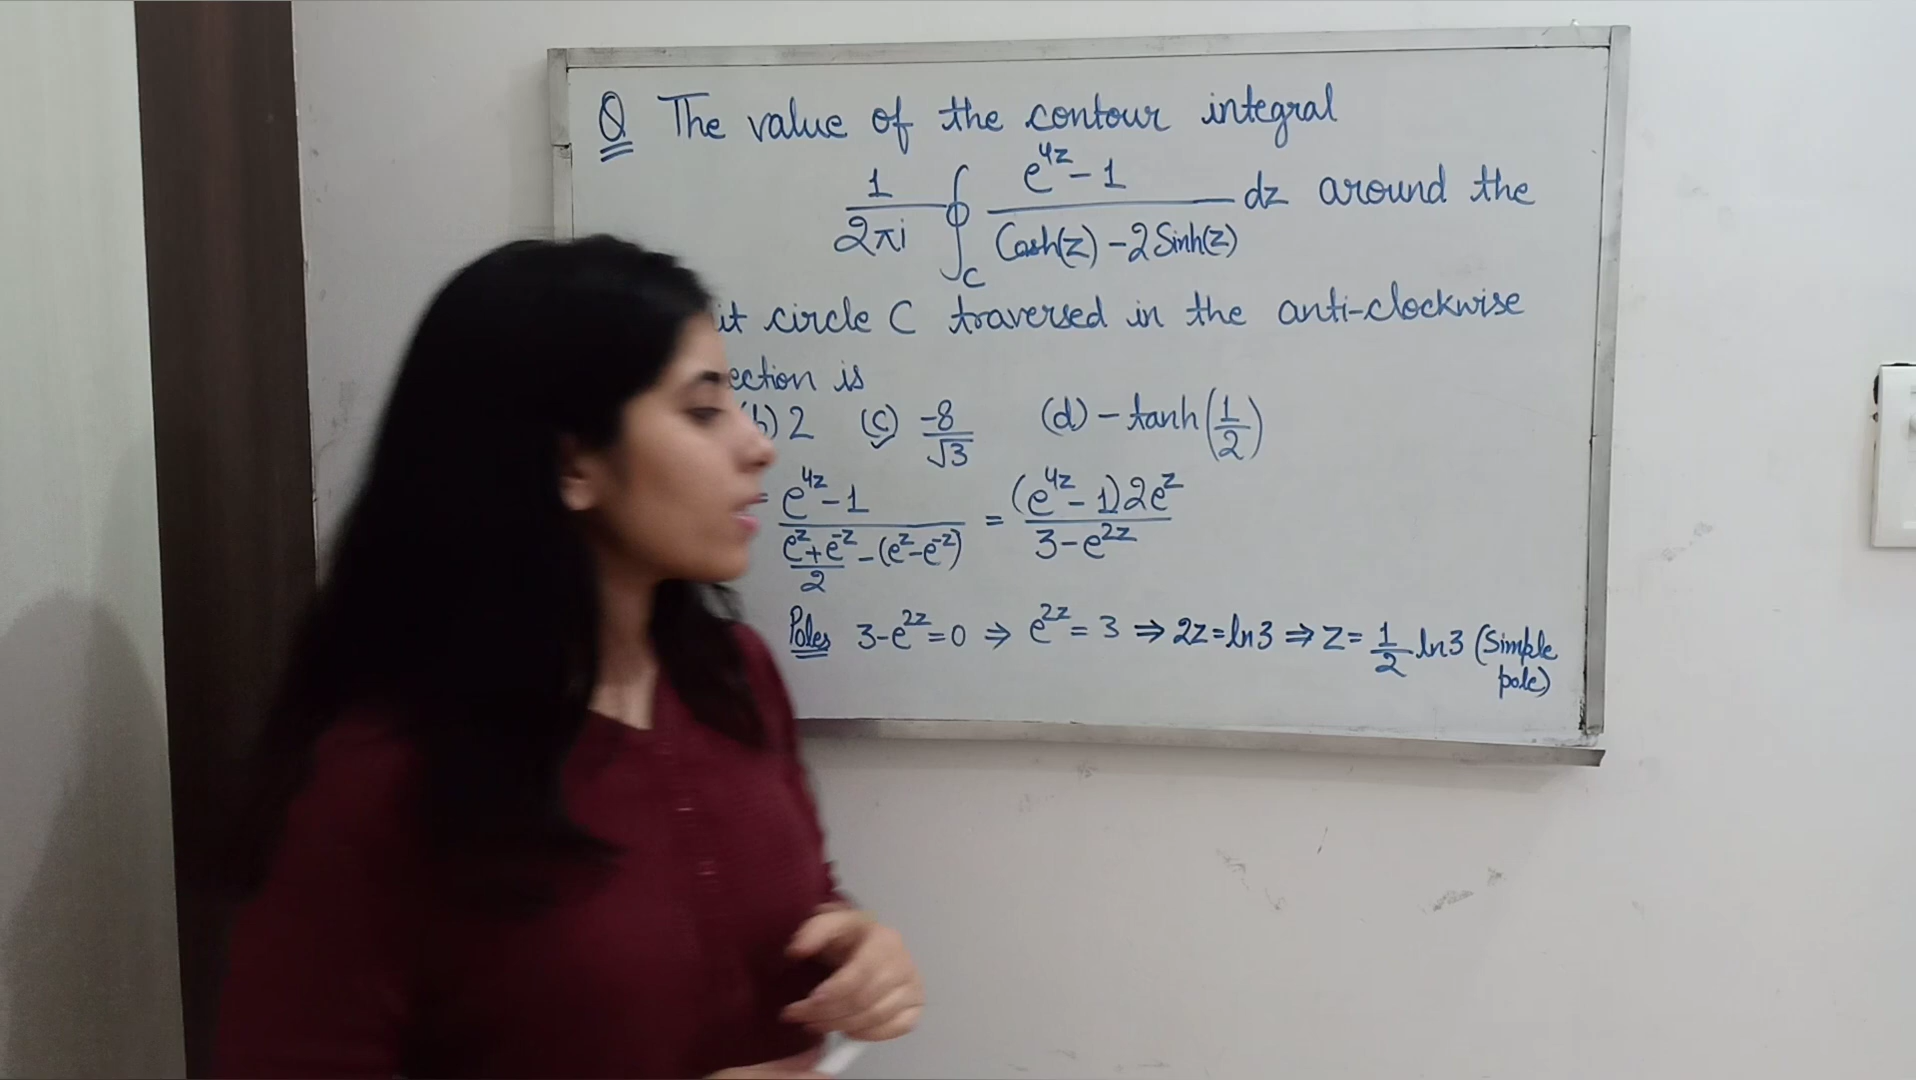 Q The value of the contour integral
1/2πi ∮_C (e^{4z} - 1)/(Cosh(z) - 2 Sinh(z)) dz around the
it circle C traversed in the anti-clockwise
ection is
b) 2 (c) -8/√3 (d) - tanh(1/2)
= (e^{4z} - 1)/((e^z + e^{-z})/2 - (e^z - e^{-z})) = ((e^{4z} - 1) 2e^z)/(3 - e^{2z})
Poles 3 - e^{2z} = 0 ⇒ e^{2z} = 3 ⇒ 2z = ln3 ⇒ z = 1/2 ln3 (Simple
pole)